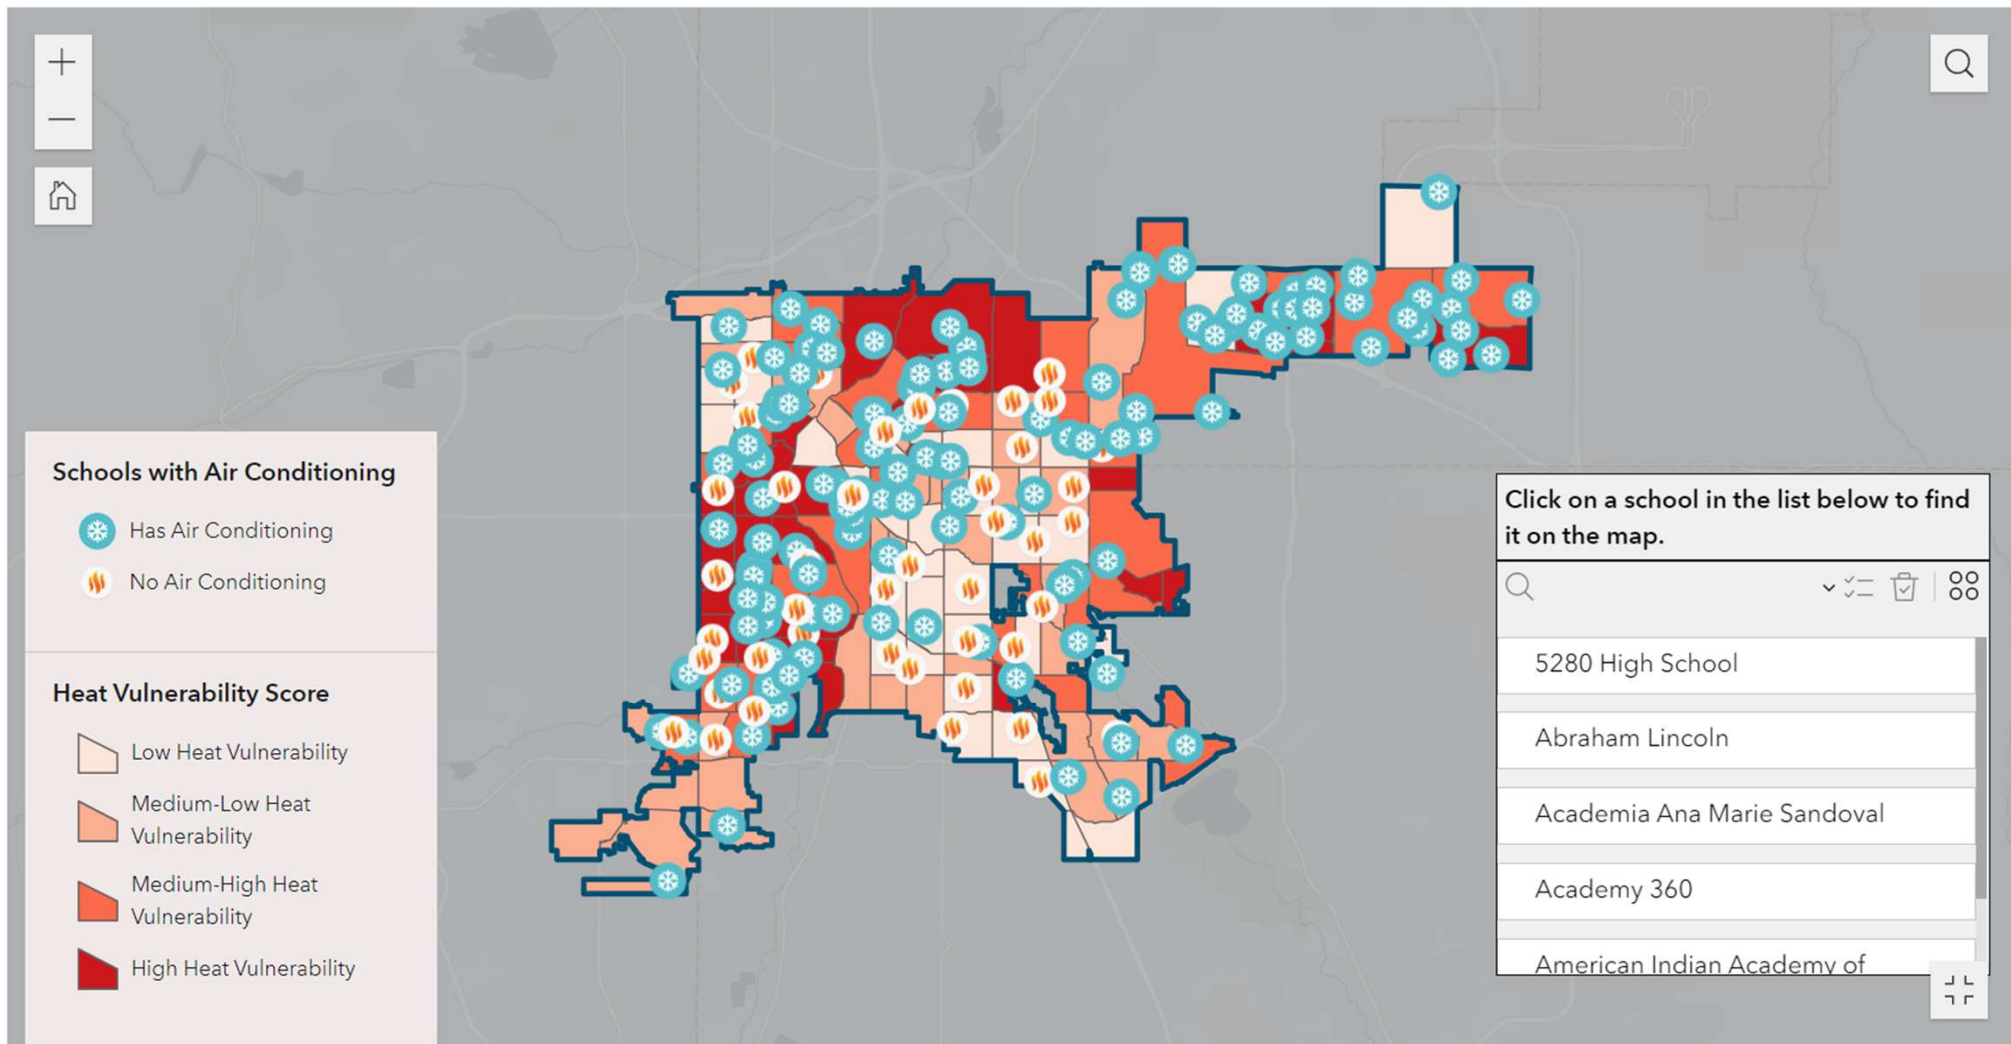 Schools with Air Conditioning
Has Air Conditioning
No Air Conditioning
Heat Vulnerability Score
Low Heat Vulnerability
Medium-Low Heat
Vulnerability
Medium-High Heat
Vulnerability
High Heat Vulnerability
Click on a school in the list below to find
it on the map.
5280 High School
Abraham Lincoln
Academia Ana Marie Sandoval
Academy 360
American Indian Academy of